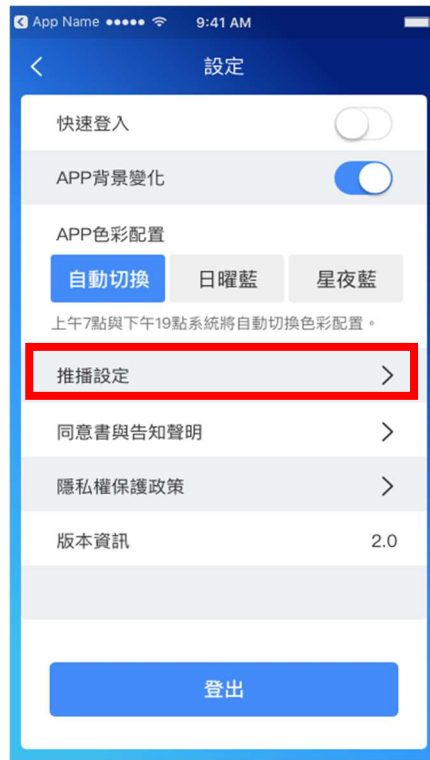 App Name 9:41 AM
設定
快速登入
APP背景變化
APP色彩配置
自動切換 日曜藍 星夜藍
上午7點與下午19點系統將自動切換色彩配置。
推播設定
同意書與告知聲明
隱私權保護政策
版本資訊 2.0
登出